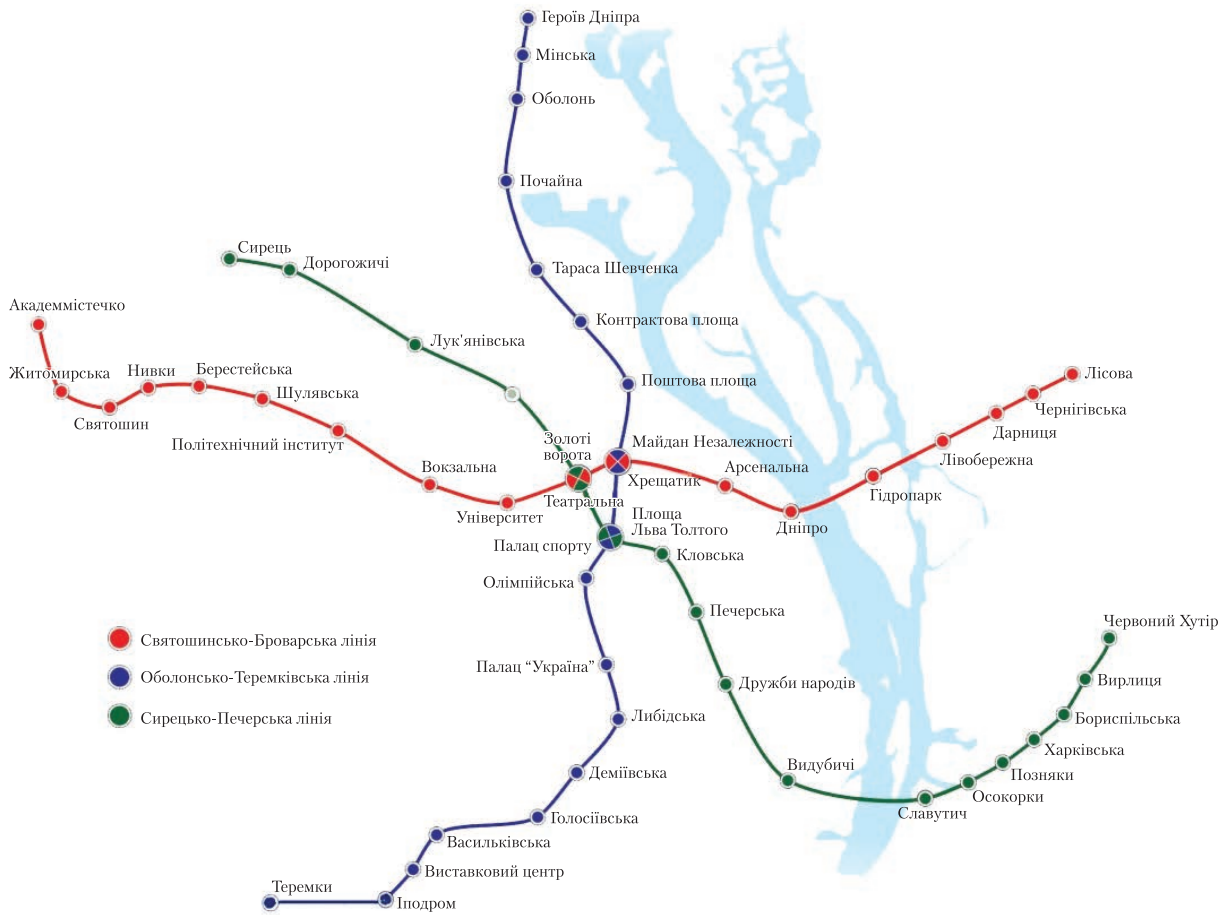 Героїв Дніпра
Мінська
Оболонь
Почайна
Сирець
Дорогожичі
Тараса Шевченка
Академмістечко
Контрактова площа
Лук'янівська
Житомирська
Нивки
Берестейська
Шулявська
Святошин
Політехнічний інститут
Поштова площа
Лісова
Чернігівська
Дарниця
Лівобережна
Золоті
ворота
Майдан Незалежності
Хрещатик
Арсенальна
Вокзальна
Гідропарк
Університет
Театральна
Площа
Льва Толтого
Дніпро
Палац спорту
Кловська
Олімпійська
Печерська
Червоний Хутір
Святошинсько-Броварська лінія
Палац “Україна”
Оболонсько-Теремківська лінія
Дружби народів
Вирлиця
Сирецько-Печерська лінія
Либідська
Бориспільська
Харківська
Деміївська
Видубичі
Позняки
Осокорки
Славутич
Голосіївська
Васильківська
Виставковий центр
Теремки
Іподром